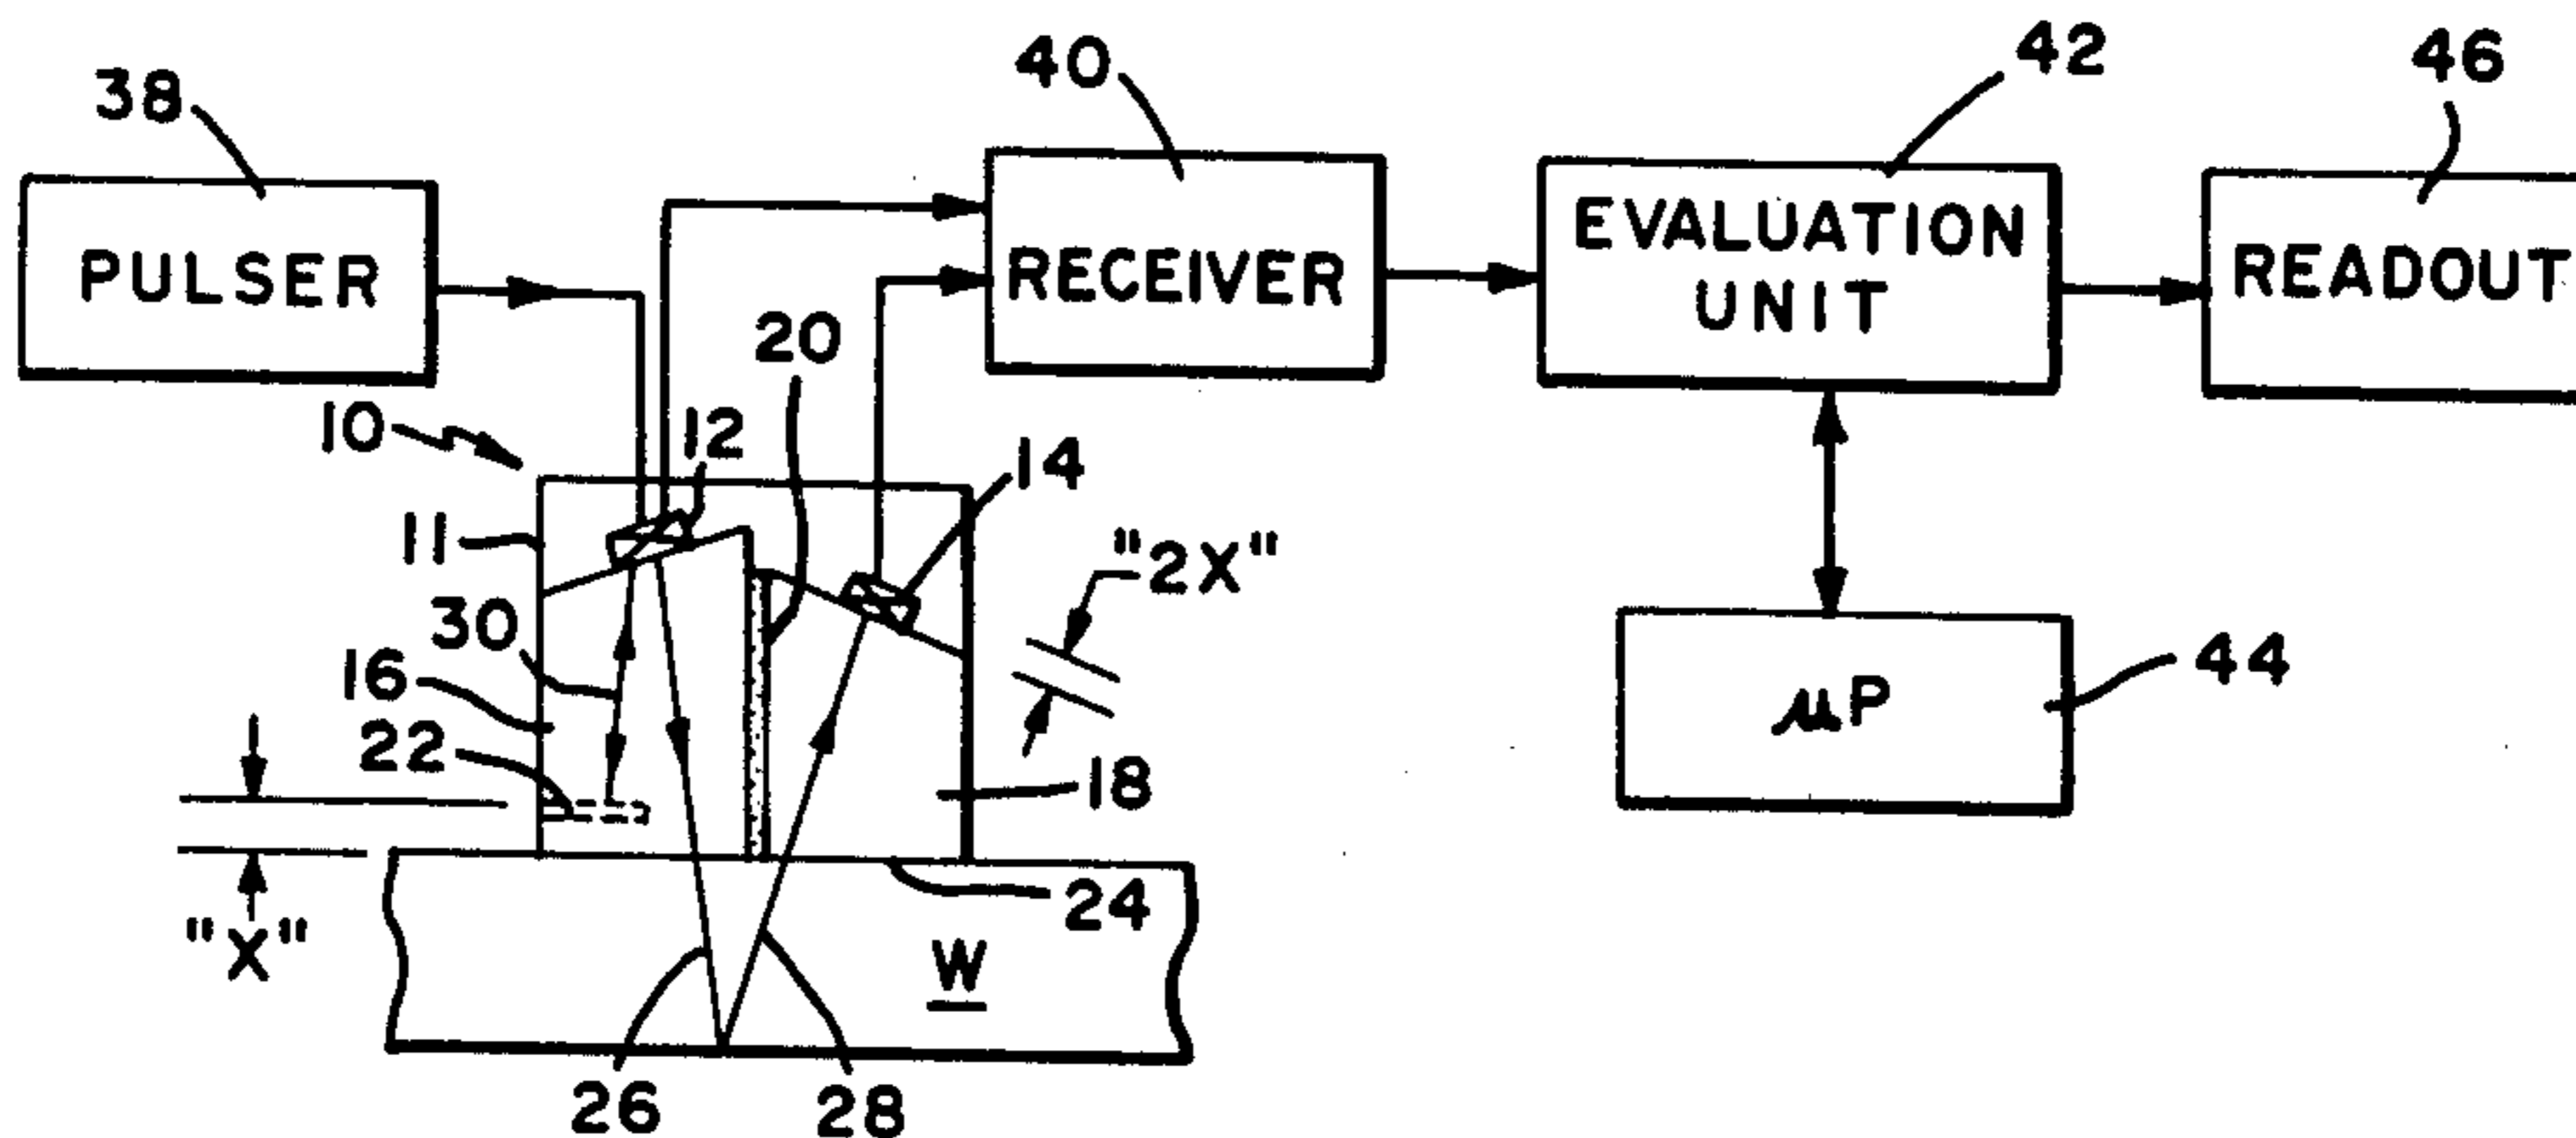 38
40
42
46
PULSER
RECEIVER
EVALUATION
UNIT
READOUT
20
10
12
14
11
"2X"
30
16
22
18
μP
44
"X"
24
W
26
28